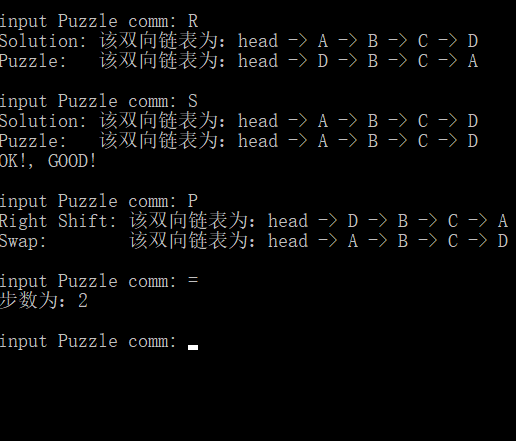 input Puzzle comm: R
Solution: 该双向链表为: head -> A -> B -> C -> D
Puzzle:   该双向链表为: head -> D -> B -> C -> A
input Puzzle comm: S
Solution: 该双向链表为: head -> A -> B -> C -> D
Puzzle:   该双向链表为: head -> A -> B -> C -> D
OK!, GOOD!
input Puzzle comm: P
Right Shift: 该双向链表为: head -> D -> B -> C -> A
Swap:        该双向链表为: head -> A -> B -> C -> D
input Puzzle comm: =
步数为: 2
input Puzzle comm: